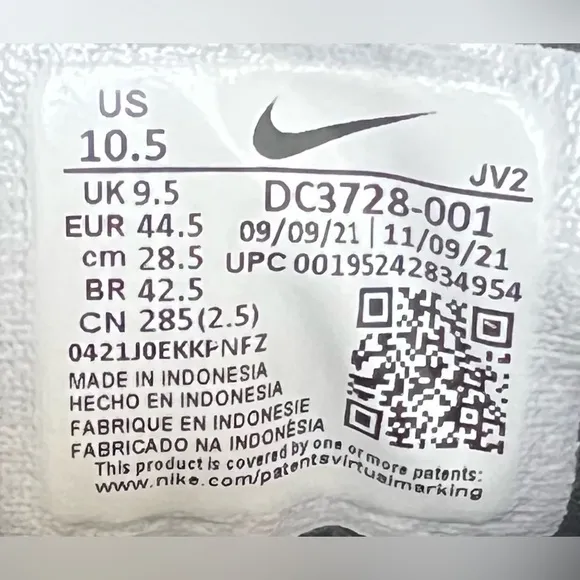 US
10.5
JV2
UK 9.5
EUR 44.5
cm 28.5
BR 42.5
CN 285(2.5)
DC3728-001
09/09/21 | 11/09/21
UPC 00195242834954
0421J0EKKPNFZ
MADE IN INDONESIA
HECHO EN INDONESIA
FABRIQUE EN INDONESIE
FABRICADO NA INDONÉSIA
This product is covered by one or more patents:
www.nike.com/patentsvirtualmarking